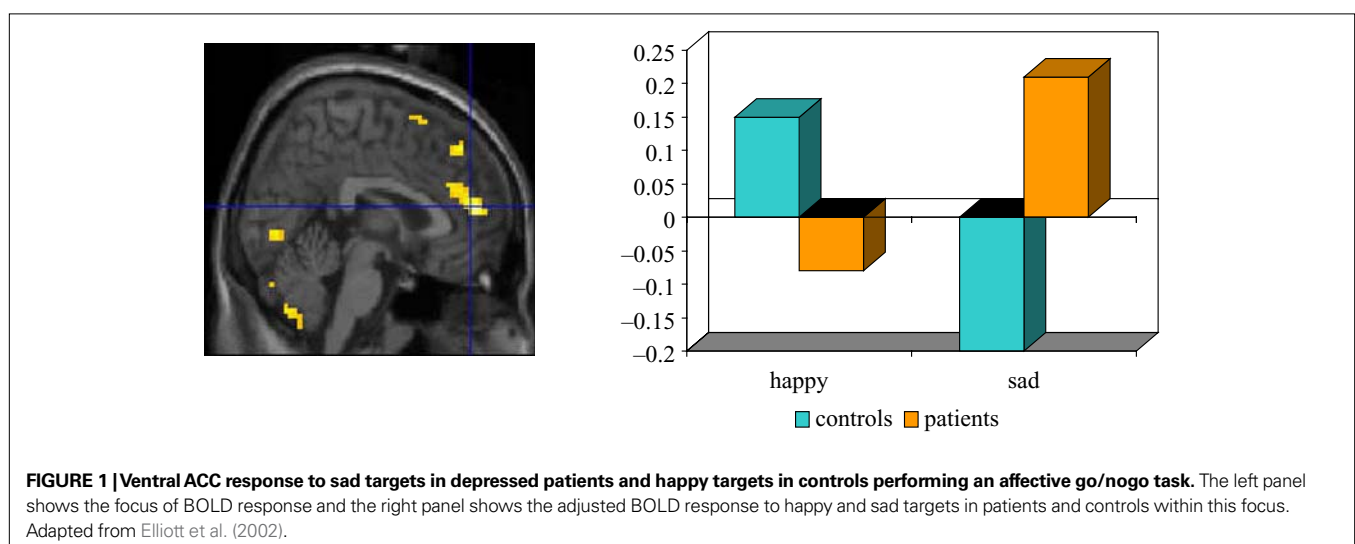 0.25
0.2
0.15
0.1
0.05
0
–0.05
–0.1
–0.15
–0.2
happy sad
controls patients
FIGURE 1 | Ventral ACC response to sad targets in depressed patients and happy targets in controls performing an affective go/nogo task. The left panel
shows the focus of BOLD response and the right panel shows the adjusted BOLD response to happy and sad targets in patients and controls within this focus.
Adapted from Elliott et al. (2002).